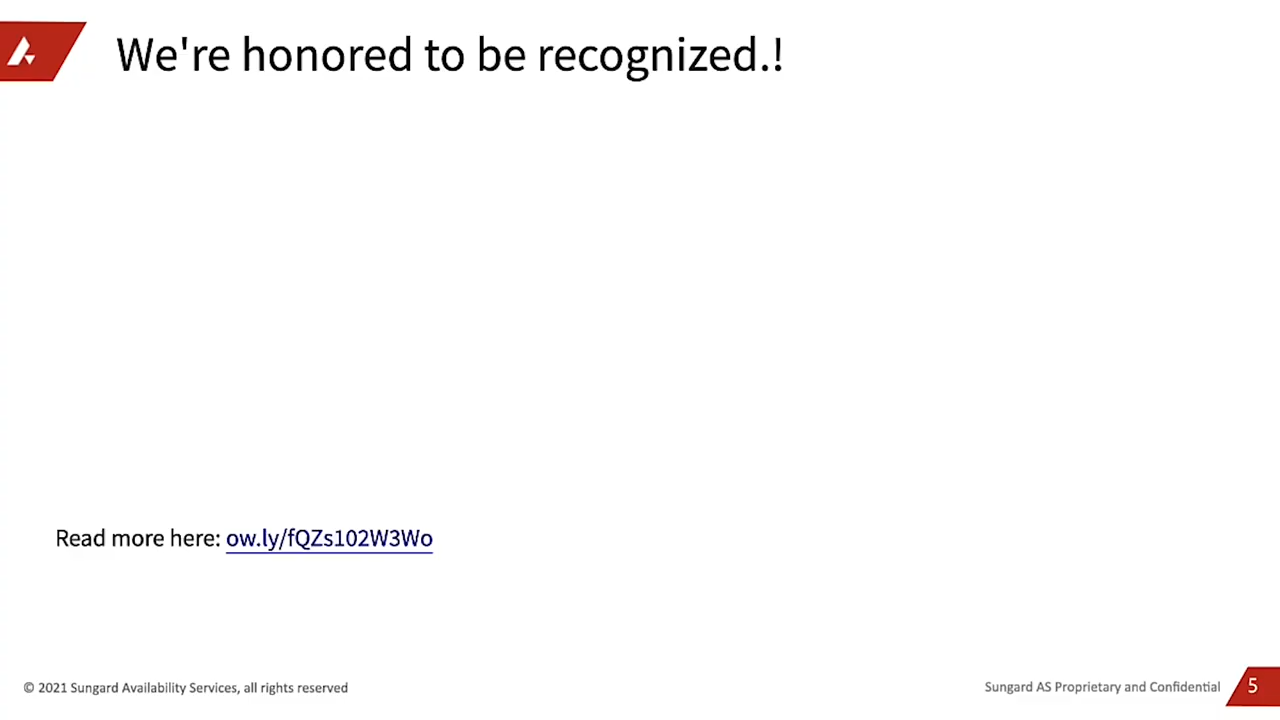 We're honored to be recognized.!
Read more here: ow.ly/fQZs102W3Wo
© 2021 Sungard Availability Services, all rights reserved
Sungard AS Proprietary and Confidential
5